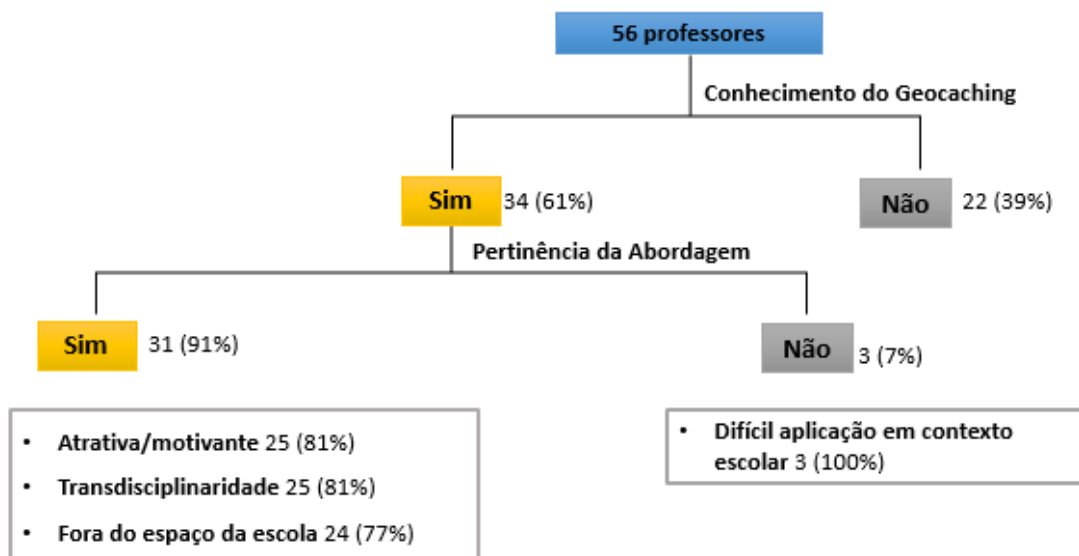 56 professores
Conhecimento do Geocaching
Sim 34 (61%)
Não 22 (39%)
Pertinência da Abordagem
Sim 31 (91%)
Não 3 (7%)
• Atrativa/motivante 25 (81%)
• Transdisciplinaridade 25 (81%)
• Fora do espaço da escola 24 (77%)
• Difícil aplicação em contexto
escolar 3 (100%)